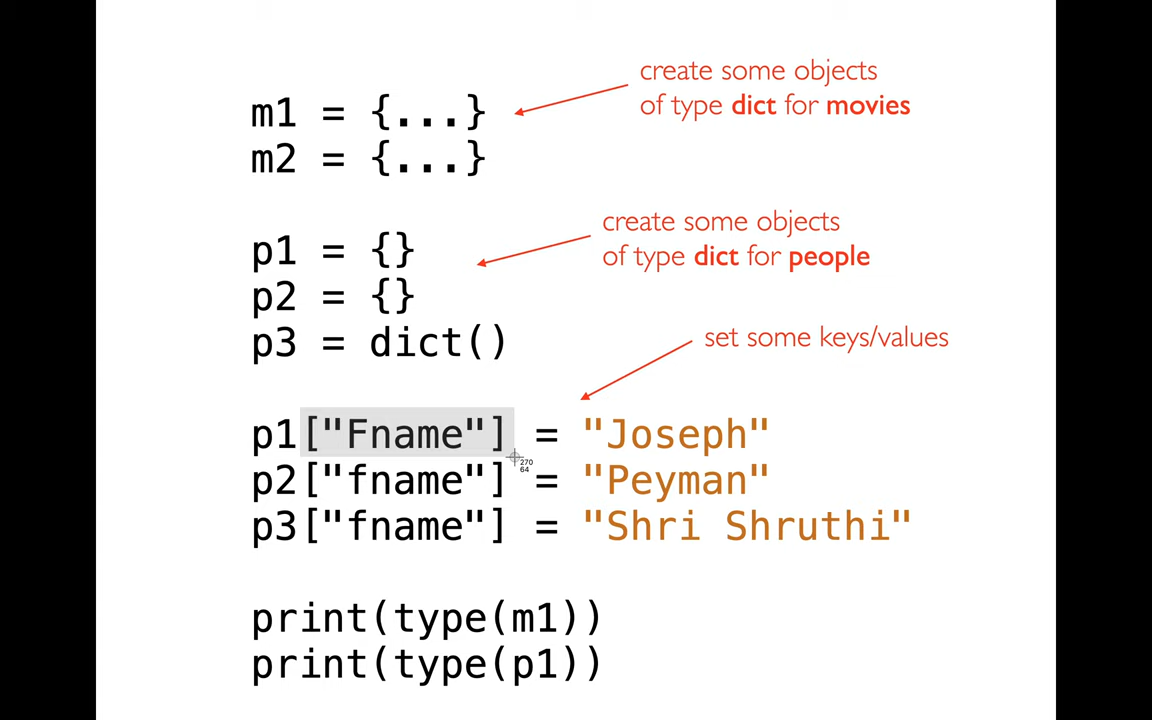 create some objects
of type dict for movies
m1 = {...}
m2 = {...}
create some objects
of type dict for people
p1 = {}
p2 = {}
p3 = dict()
set some keys/values
p1["Fname"] = "Joseph"
270
64
p2["fname"] = "Peyman"
p3["fname"] = "Shri Shruthi"
print(type(m1))
print(type(p1))